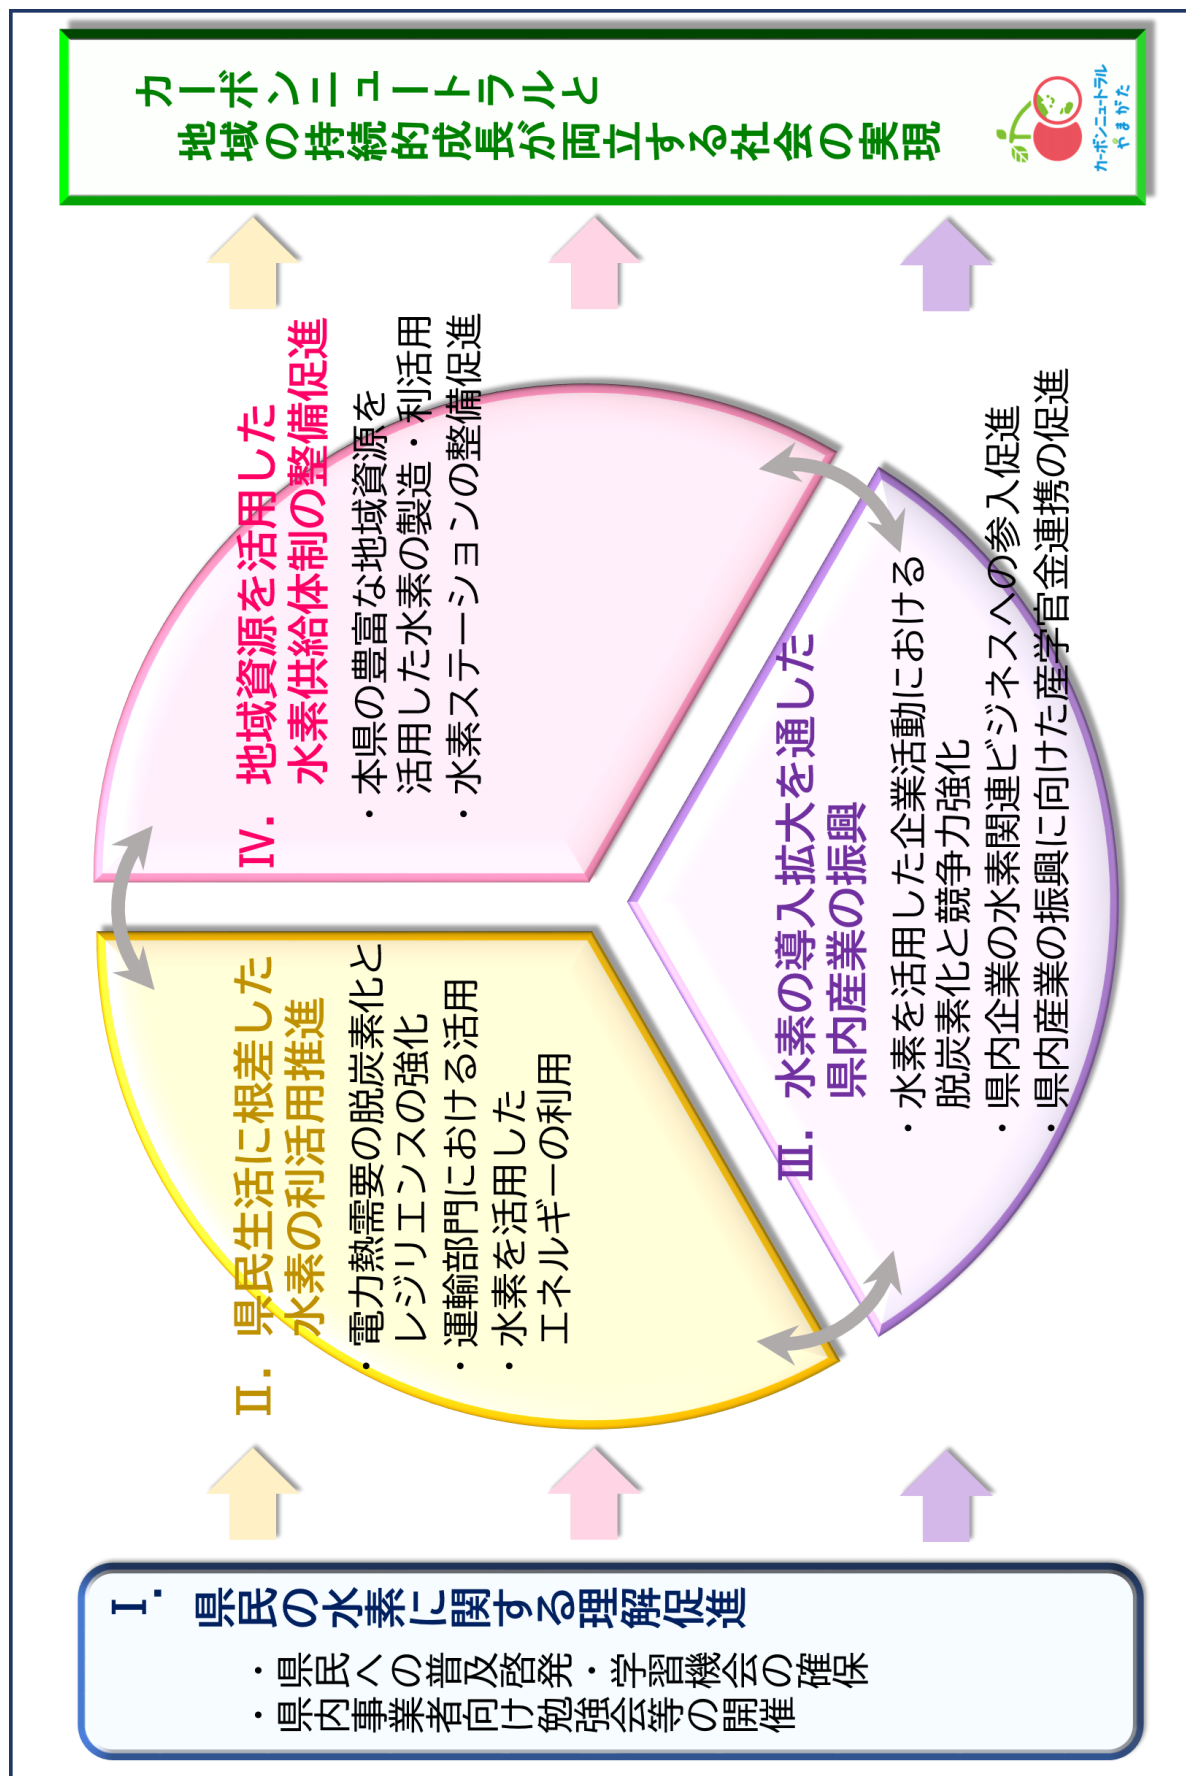 カーボンニュートラルと
地域の持続的成長が両立する社会の実現
カーボンニュートラル
やまがた
Ⅳ. 地域資源を活用した
水素供給体制の整備促進
・本県の豊富な地域資源を
活用した水素の製造・利活用
・水素ステーションの整備促進
Ⅱ. 県民生活に根差した
水素の利活用推進
・電力熱需要の脱炭素化と
レジリエンスの強化
・運輸部門における活用
・水素を活用した
エネルギーの利用
Ⅲ. 水素の導入拡大を通した
県内産業の振興
・水素を活用した企業活動における
脱炭素化と競争力強化
・県内企業の水素関連ビジネスへの参入促進
・県内産業の振興に向けた産学官金連携の促進
Ⅰ. 県民の水素に関する理解促進
・県民への普及啓発・学習機会の確保
・県内事業者向け勉強会等の開催